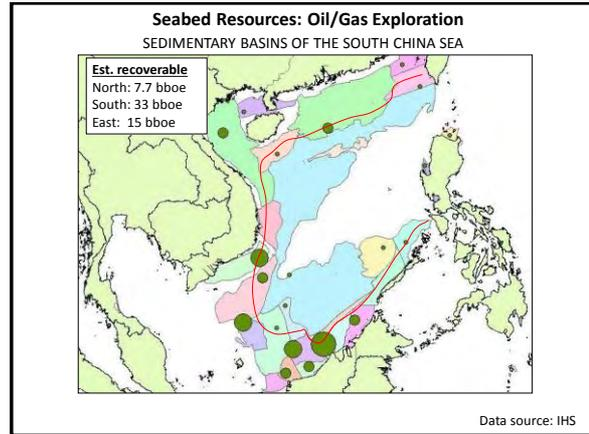 Seabed Resources: Oil/Gas Exploration
SEDIMENTARY BASINS OF THE SOUTH CHINA SEA
Est. recoverable
North: 7.7 bboe
South: 33 bboe
East:  15 bboe
Data source: IHS